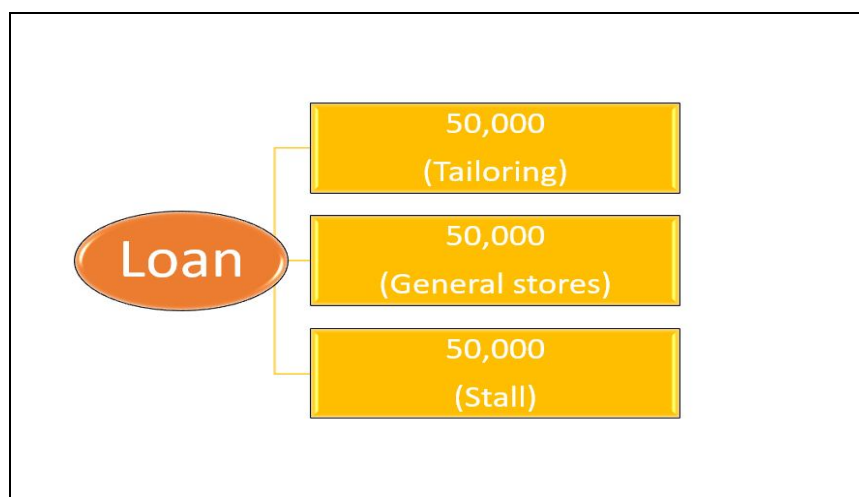 Loan
50,000
(Tailoring)
50,000
(General stores)
50,000
(Stall)